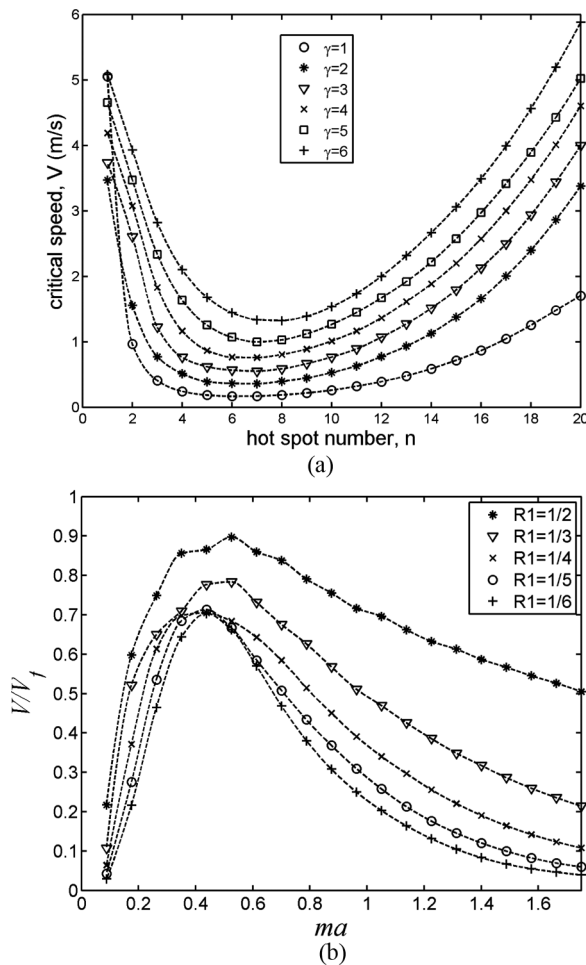 critical speed, V (m/s)
6
5
4
3
2
1
0
γ=1
γ=2
γ=3
γ=4
γ=5
γ=6
0 2 4 6 8 10 12 14 16 18 20
hot spot number, n
(a)
V/Vf
1
0.9
0.8
0.7
0.6
0.5
0.4
0.3
0.2
0.1
0
R1=1/2
R1=1/3
R1=1/4
R1=1/5
R1=1/6
0 0.2 0.4 0.6 0.8 1 1.2 1.4 1.6
ma
(b)